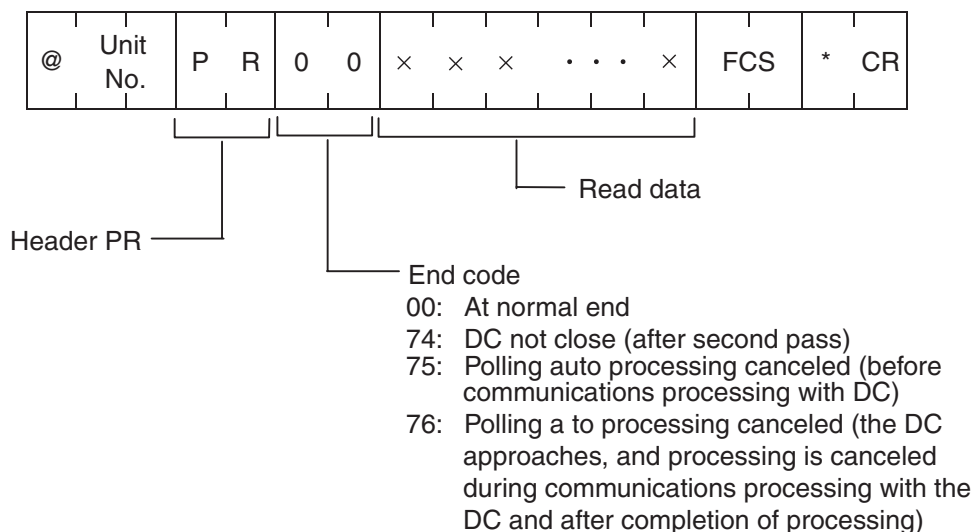 @ Unit No. P R 0 0 × × × · · · × FCS * CR
Read data
Header PR
End code
00: At normal end
74: DC not close (after second pass)
75: Polling auto processing canceled (before
communications processing with DC)
76: Polling a to processing canceled (the DC
approaches, and processing is canceled
during communications processing with the
DC and after completion of processing)